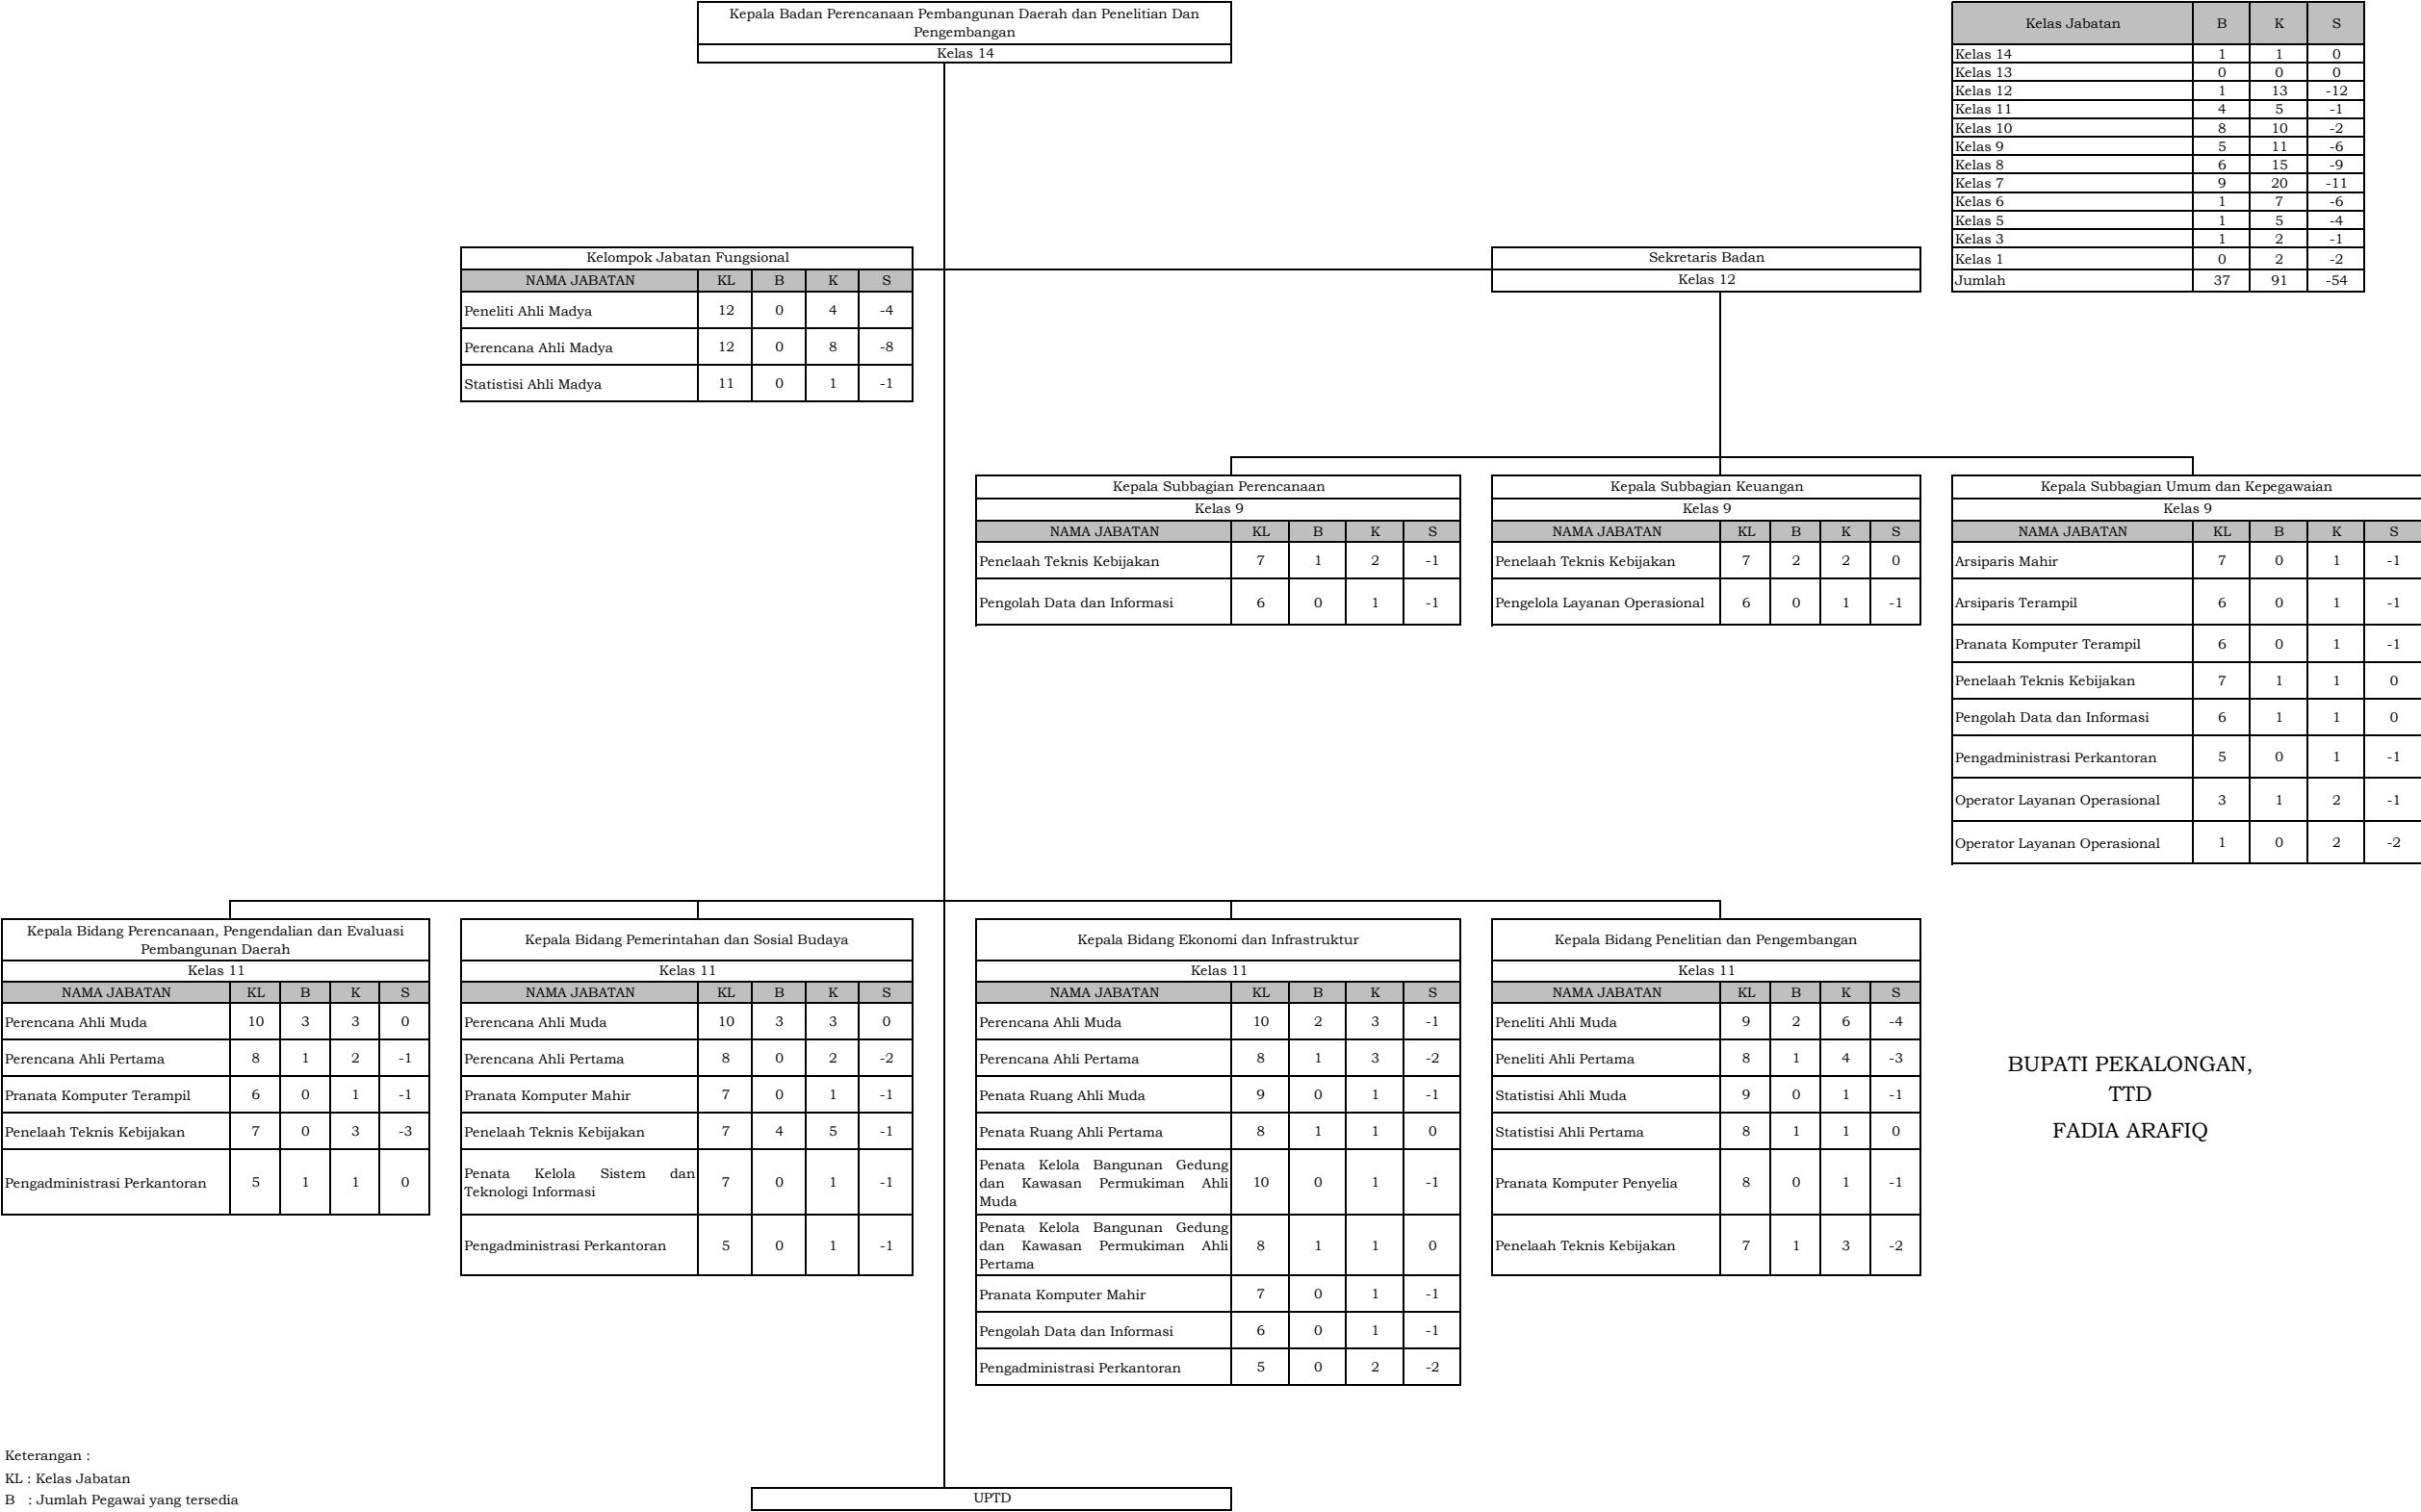 Kepala Badan Perencanaan Pembangunan Daerah dan Penelitian Dan
Pengembangan
Kelas 14
Kelas Jabatan B K S
Kelas 14 1 1 0
Kelas 13 0 0 0
Kelas 12 1 13 -12
Kelas 11 4 5 -1
Kelas 10 8 10 -2
Kelas 9 5 11 -6
Kelas 8 6 15 -9
Kelas 7 9 20 -11
Kelas 6 1 7 -6
Kelas 5 1 5 -4
Kelas 3 1 2 -1
Kelas 1 0 2 -2
Jumlah 37 91 -54
Kelompok Jabatan Fungsional
NAMA JABATAN KL B K S
Peneliti Ahli Madya 12 0 4 -4
Perencana Ahli Madya 12 0 8 -8
Statistisi Ahli Madya 11 0 1 -1
Sekretaris Badan
Kelas 12
Kepala Subbagian Perencanaan
Kelas 9
NAMA JABATAN KL B K S
Penelaah Teknis Kebijakan 7 1 2 -1
Pengolah Data dan Informasi 6 0 1 -1
Kepala Subbagian Keuangan
Kelas 9
NAMA JABATAN KL B K S
Penelaah Teknis Kebijakan 7 2 2 0
Pengelola Layanan Operasional 6 0 1 -1
Kepala Subbagian Umum dan Kepegawaian
Kelas 9
NAMA JABATAN KL B K S
Arsiparis Mahir 7 0 1 -1
Arsiparis Terampil 6 0 1 -1
Pranata Komputer Terampil 6 0 1 -1
Penelaah Teknis Kebijakan 7 1 1 0
Pengolah Data dan Informasi 6 1 1 0
Pengadministrasi Perkantoran 5 0 1 -1
Operator Layanan Operasional 3 1 2 -1
Operator Layanan Operasional 1 0 2 -2
Kepala Bidang Perencanaan, Pengendalian dan Evaluasi
Pembangunan Daerah
Kelas 11
NAMA JABATAN KL B K S
Perencana Ahli Muda 10 3 3 0
Perencana Ahli Pertama 8 1 2 -1
Pranata Komputer Terampil 6 0 1 -1
Penelaah Teknis Kebijakan 7 0 3 -3
Pengadministrasi Perkantoran 5 1 1 0
Kepala Bidang Pemerintahan dan Sosial Budaya
Kelas 11
NAMA JABATAN KL B K S
Perencana Ahli Muda 10 3 3 0
Perencana Ahli Pertama 8 0 2 -2
Pranata Komputer Mahir 7 0 1 -1
Penelaah Teknis Kebijakan 7 4 5 -1
Penata Kelola Sistem dan
Teknologi Informasi 7 0 1 -1
Pengadministrasi Perkantoran 5 0 1 -1
Kepala Bidang Ekonomi dan Infrastruktur
Kelas 11
NAMA JABATAN KL B K S
Perencana Ahli Muda 10 2 3 -1
Perencana Ahli Pertama 8 1 3 -2
Penata Ruang Ahli Muda 9 0 1 -1
Penata Ruang Ahli Pertama 8 1 1 0
Penata Kelola Bangunan Gedung
dan Kawasan Permukiman Ahli 10 0 1 -1
Muda
Penata Kelola Bangunan Gedung
dan Kawasan Permukiman Ahli 8 1 1 0
Pertama
Pranata Komputer Mahir 7 0 1 -1
Pengolah Data dan Informasi 6 0 1 -1
Pengadministrasi Perkantoran 5 0 2 -2
Kepala Bidang Penelitian dan Pengembangan
Kelas 11
NAMA JABATAN KL B K S
Peneliti Ahli Muda 9 2 6 -4
Peneliti Ahli Pertama 8 1 4 -3
Statistisi Ahli Muda 9 0 1 -1
Statistisi Ahli Pertama 8 1 1 0
Pranata Komputer Penyelia 8 0 1 -1
Penelaah Teknis Kebijakan 7 1 3 -2
BUPATI PEKALONGAN,
TTD
FADIA ARAFIQ
Keterangan :
KL : Kelas Jabatan
B : Jumlah Pegawai yang tersedia
UPTD